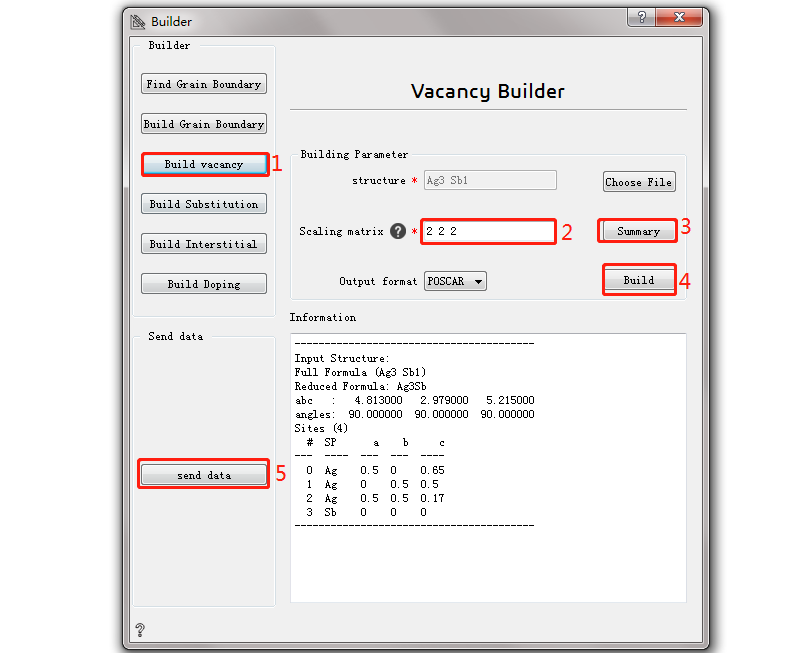 Builder
?
X
Builder
Find Grain Boundary
Build Grain Boundary
Build vacancy 1
Build Substitution
Build Interstitial
Build Doping
Send data
send data 5
?
Vacancy Builder
Building Parameter
structure * Ag3 Sb1 Choose File
Scaling matrix ? * 2 2 2 2 Summary 3
Output format POSCAR Build 4
Information
----------------------------------------
Input Structure:
Full Formula (Ag3 Sb1)
Reduced Formula: Ag3Sb
abc : 4.813000 2.979000 5.215000
angles: 90.000000 90.000000 90.000000
Sites (4)
# SP a b c
--- ---- --- --- ----
0 Ag 0.5 0 0.65
1 Ag 0 0.5 0.5
2 Ag 0.5 0.5 0.17
3 Sb 0 0 0
----------------------------------------